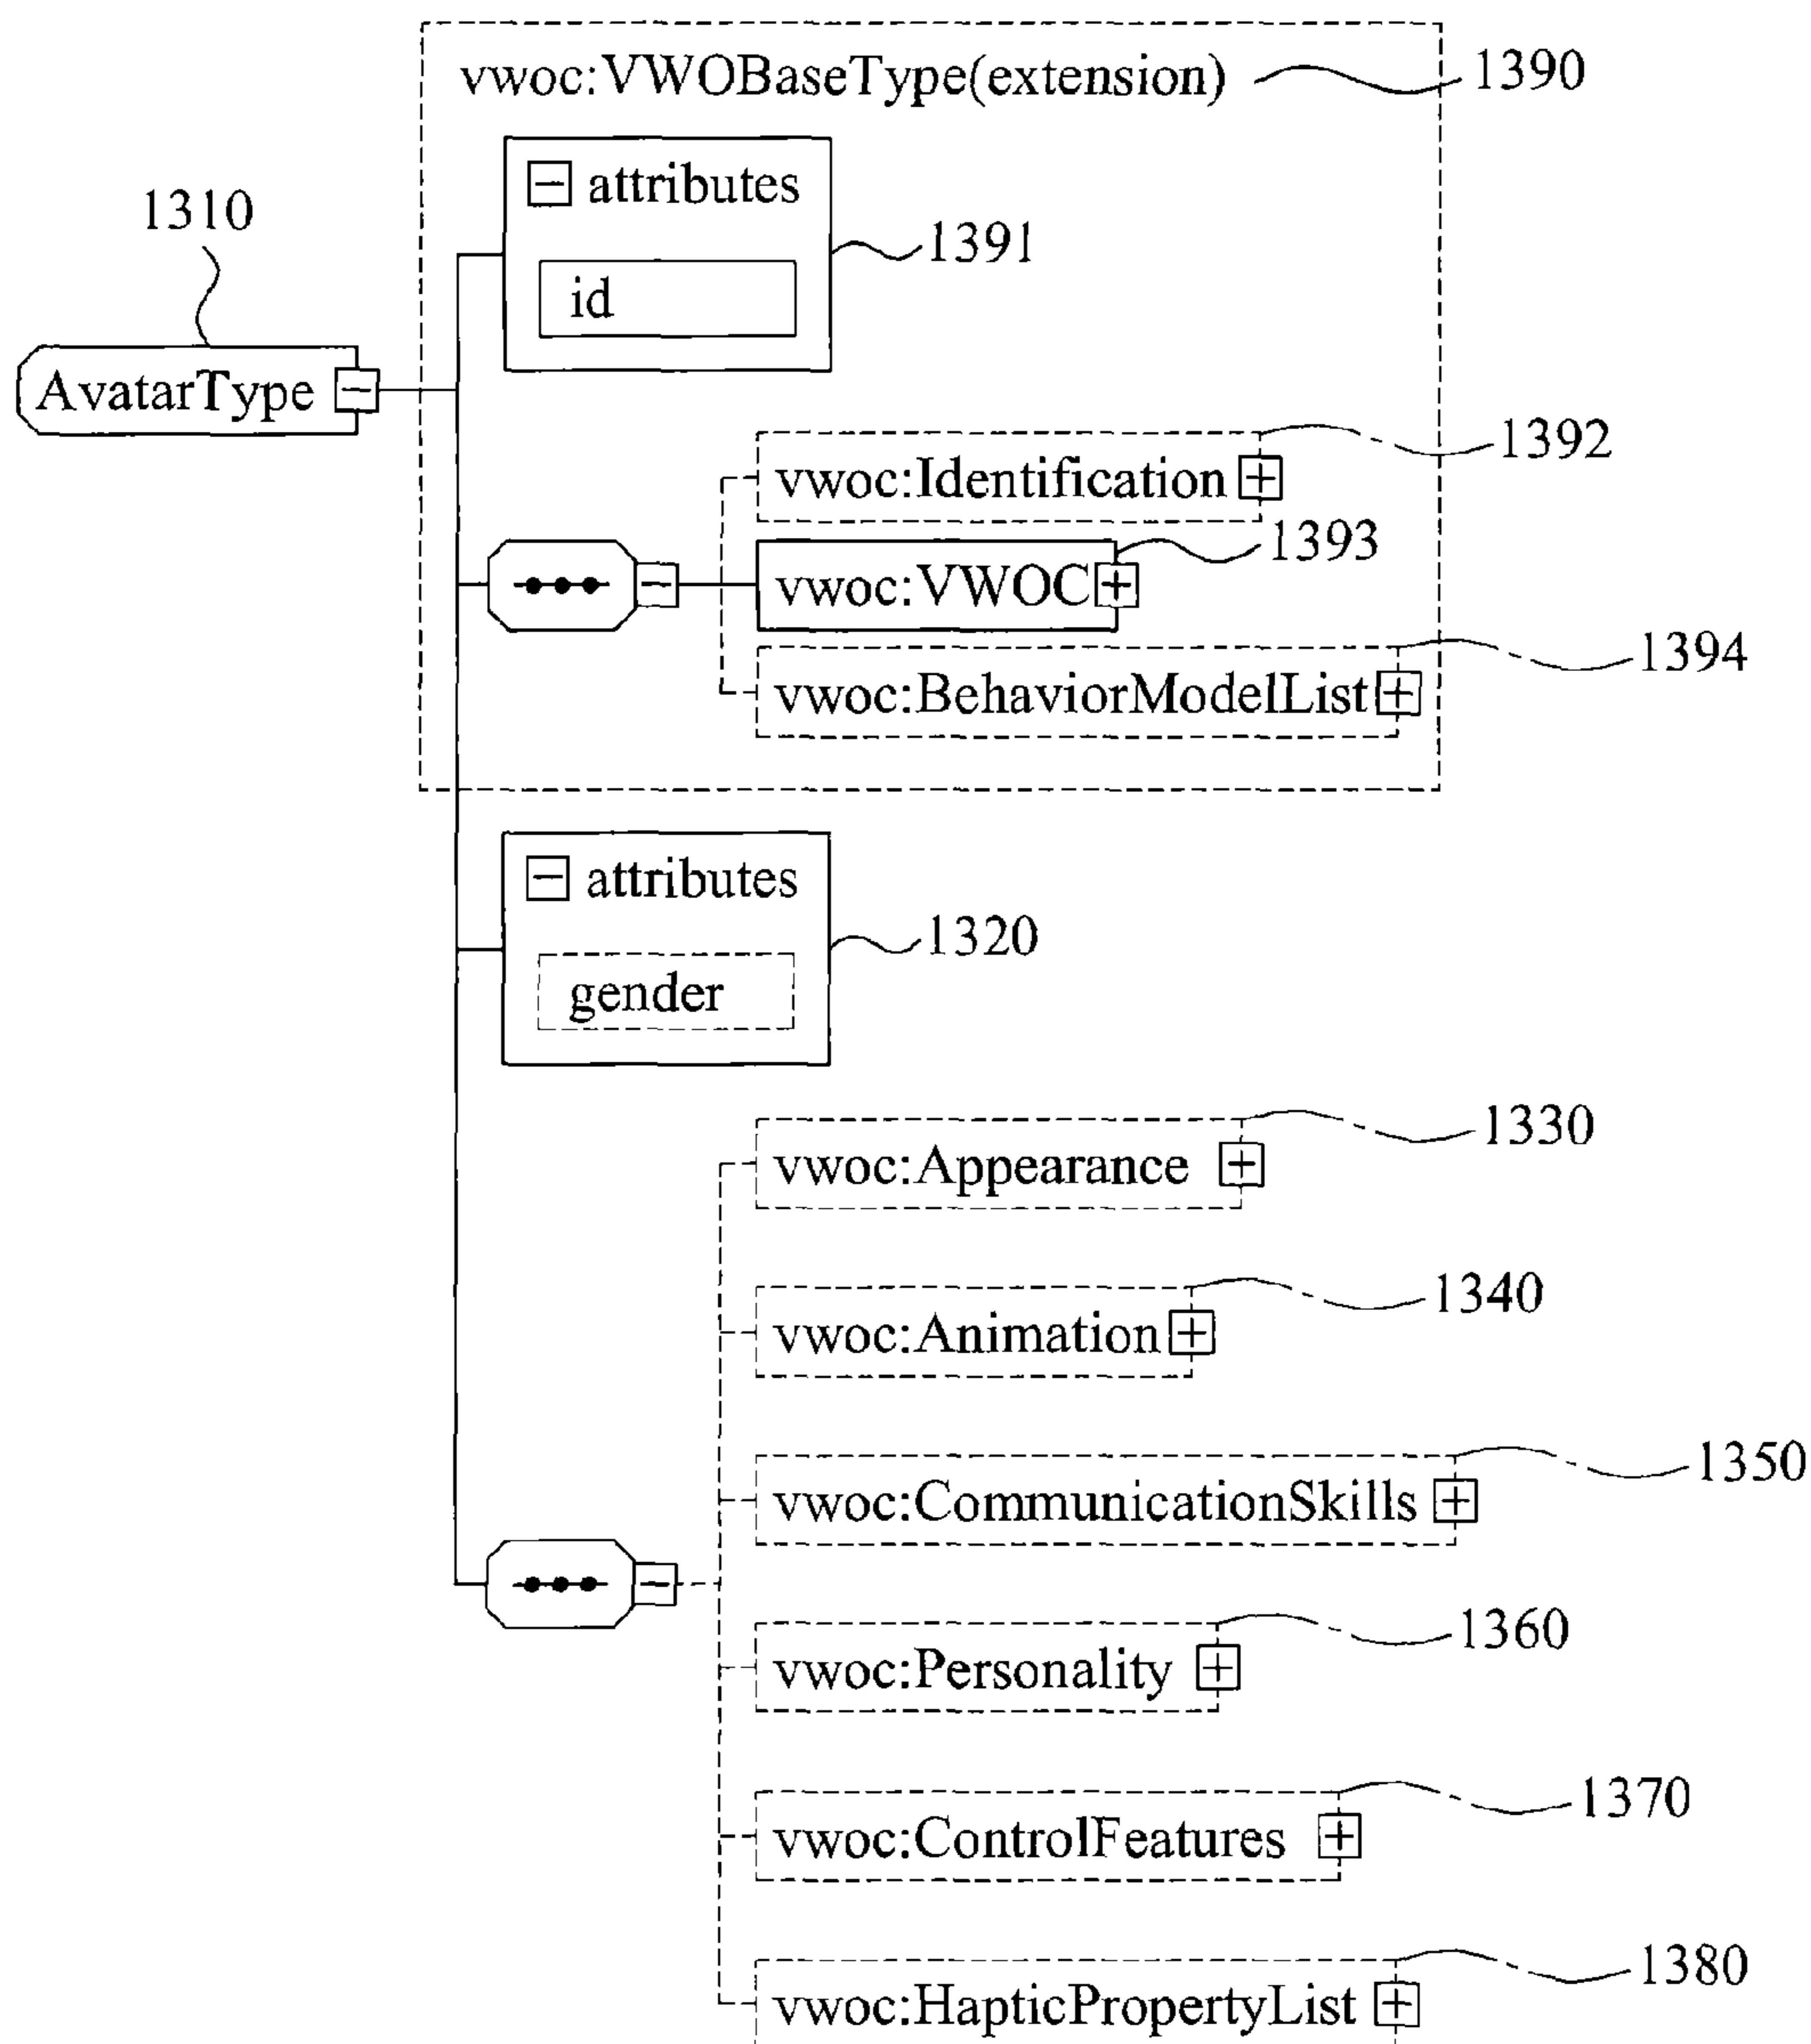 vwoc:VWOBaseType(extension) 1390
attributes
1310
1391
id
AvatarType
1392
vwoc:Identification
1393
vwoc:VWOC
1394
vwoc:BehaviorModelList
attributes
1320
gender
1330
vwoc:Appearance
1340
vwoc:Animation
1350
vwoc:CommunicationSkills
1360
vwoc:Personality
1370
vwoc:ControlFeatures
1380
vwoc:HapticPropertyList